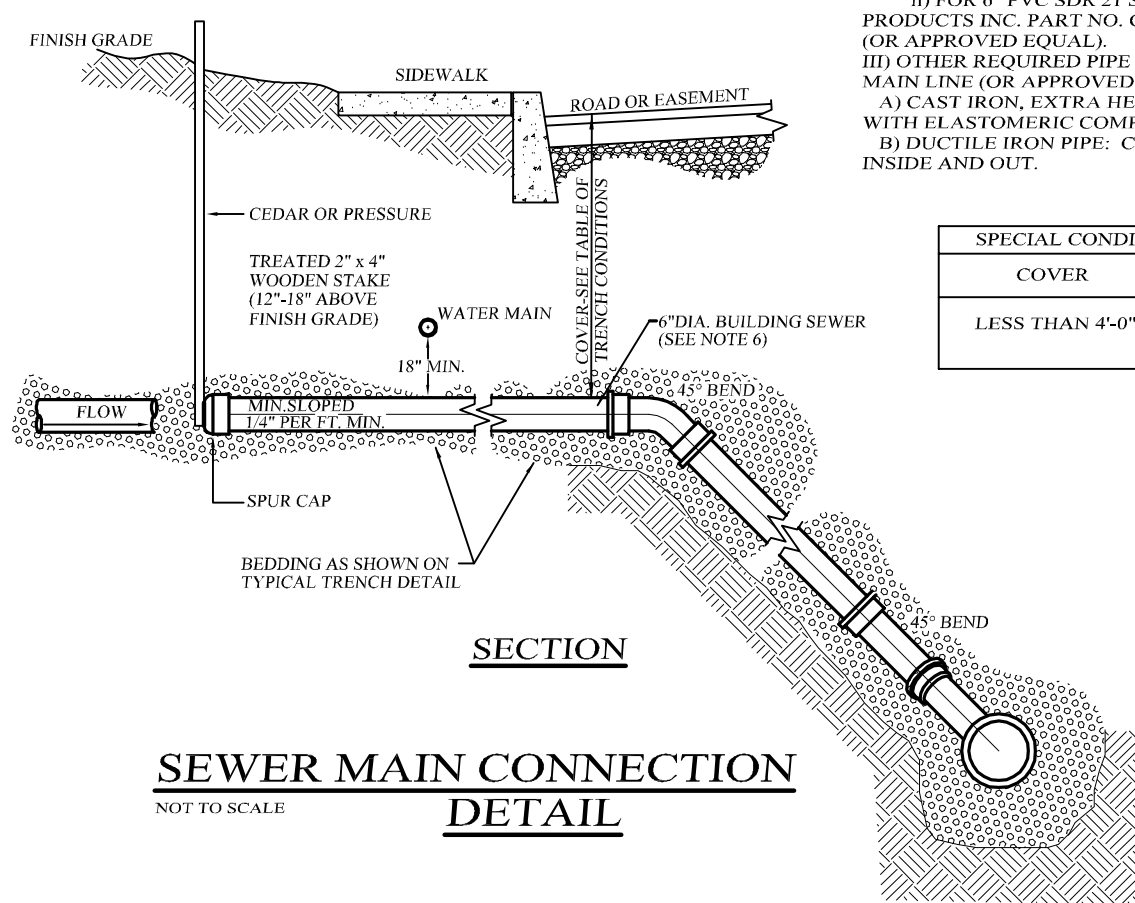 FINISH GRADE
SIDEWALK
ROAD OR EASEMENT
CEDAR OR PRESSURE
TREATED 2" x 4"
WOODEN STAKE
(12"-18" ABOVE
FINISH GRADE)
WATER MAIN
18" MIN.
COVER-SEE TABLE OF
TRENCH CONDITIONS
6"DIA. BUILDING SEWER
(SEE NOTE 6)
FLOW
MIN.SLOPED
1/4" PER FT. MIN.
45° BEND
SPUR CAP
BEDDING AS SHOWN ON
TYPICAL TRENCH DETAIL
45° BEND
SECTION
SEWER MAIN CONNECTION
DETAIL
NOT TO SCALE
II) FOR 6" PVC SDR 21 S
PRODUCTS INC. PART NO.
(OR APPROVED EQUAL).
III) OTHER REQUIRED PIPE
MAIN LINE (OR APPROVED
A) CAST IRON, EXTRA HE
WITH ELASTOMERIC COMP
B) DUCTILE IRON PIPE: C
INSIDE AND OUT.
SPECIAL CONDI
COVER
LESS THAN 4'-0"